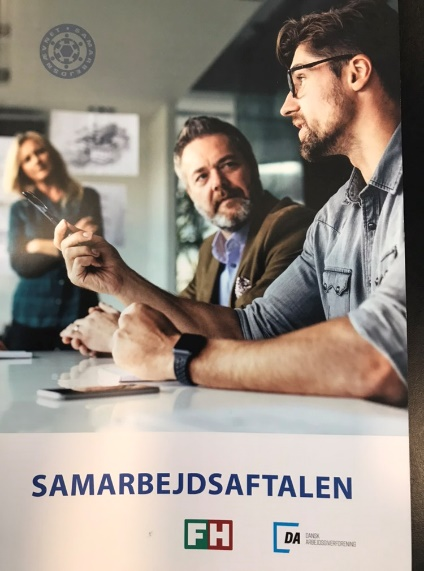 SAMARBEJDSAFTALEN
FH
DA
DANSK
ARBEJDSGIVERFORENING